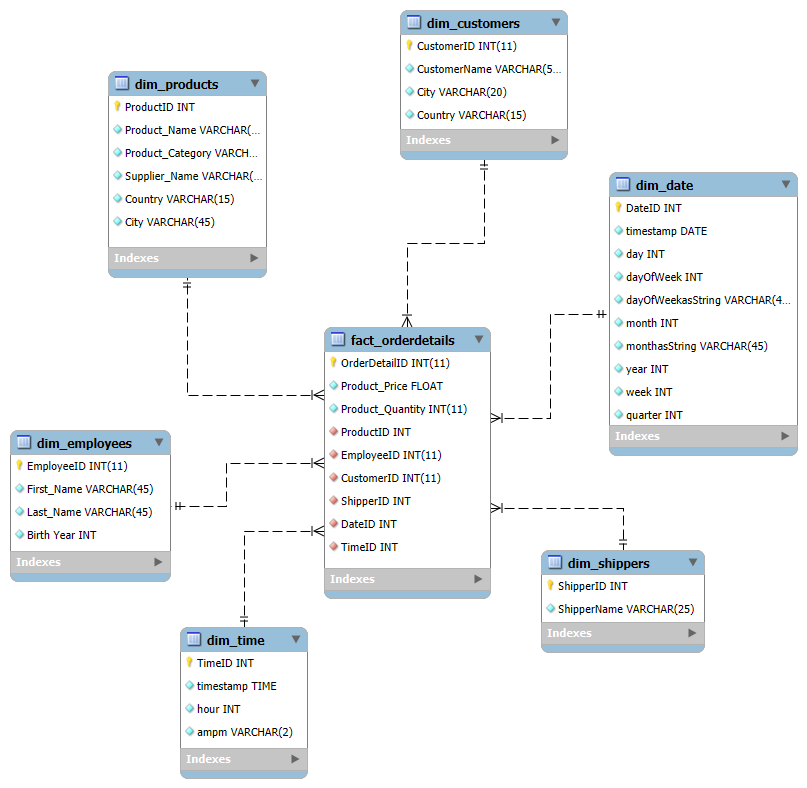 dim_customers
CustomerID INT(11)
CustomerName VARCHAR(5...
City VARCHAR(20)
Country VARCHAR(15)
Indexes
dim_products
ProductID INT
Product_Name VARCHAR(...
Product_Category VARCH...
Supplier_Name VARCHAR(...
Country VARCHAR(15)
City VARCHAR(45)
Indexes
dim_date
DateID INT
timestamp DATE
day INT
dayOfWeek INT
dayOfWeekasString VARCHAR(4...
month INT
monthasString VARCHAR(45)
year INT
week INT
quarter INT
Indexes
fact_orderdetails
OrderDetailID INT(11)
Product_Price FLOAT
Product_Quantity INT(11)
ProductID INT
EmployeeID INT(11)
CustomerID INT(11)
ShipperID INT
DateID INT
TimeID INT
Indexes
dim_employees
EmployeeID INT(11)
First_Name VARCHAR(45)
Last_Name VARCHAR(45)
Birth Year INT
Indexes
dim_shippers
ShipperID INT
ShipperName VARCHAR(25)
Indexes
dim_time
TimeID INT
timestamp TIME
hour INT
ampm VARCHAR(2)
Indexes